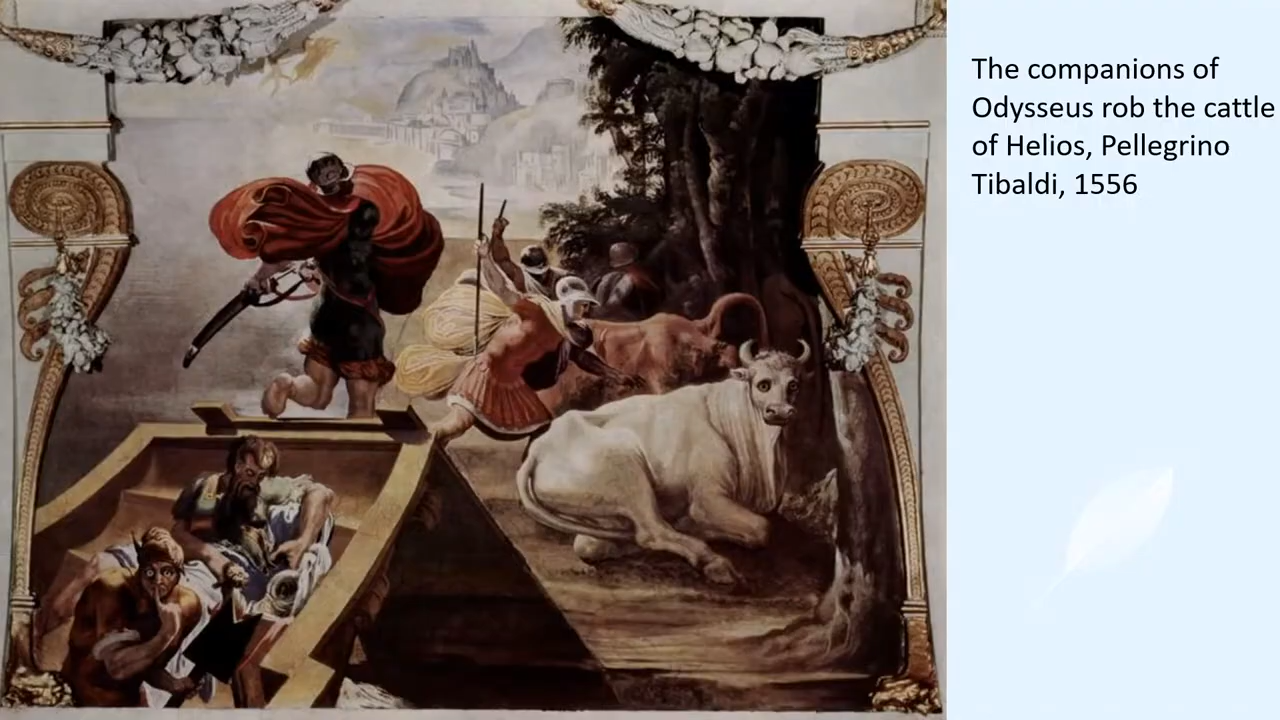 The companions of
Odysseus rob the cattle
of Helios, Pellegrino
Tibaldi, 1556